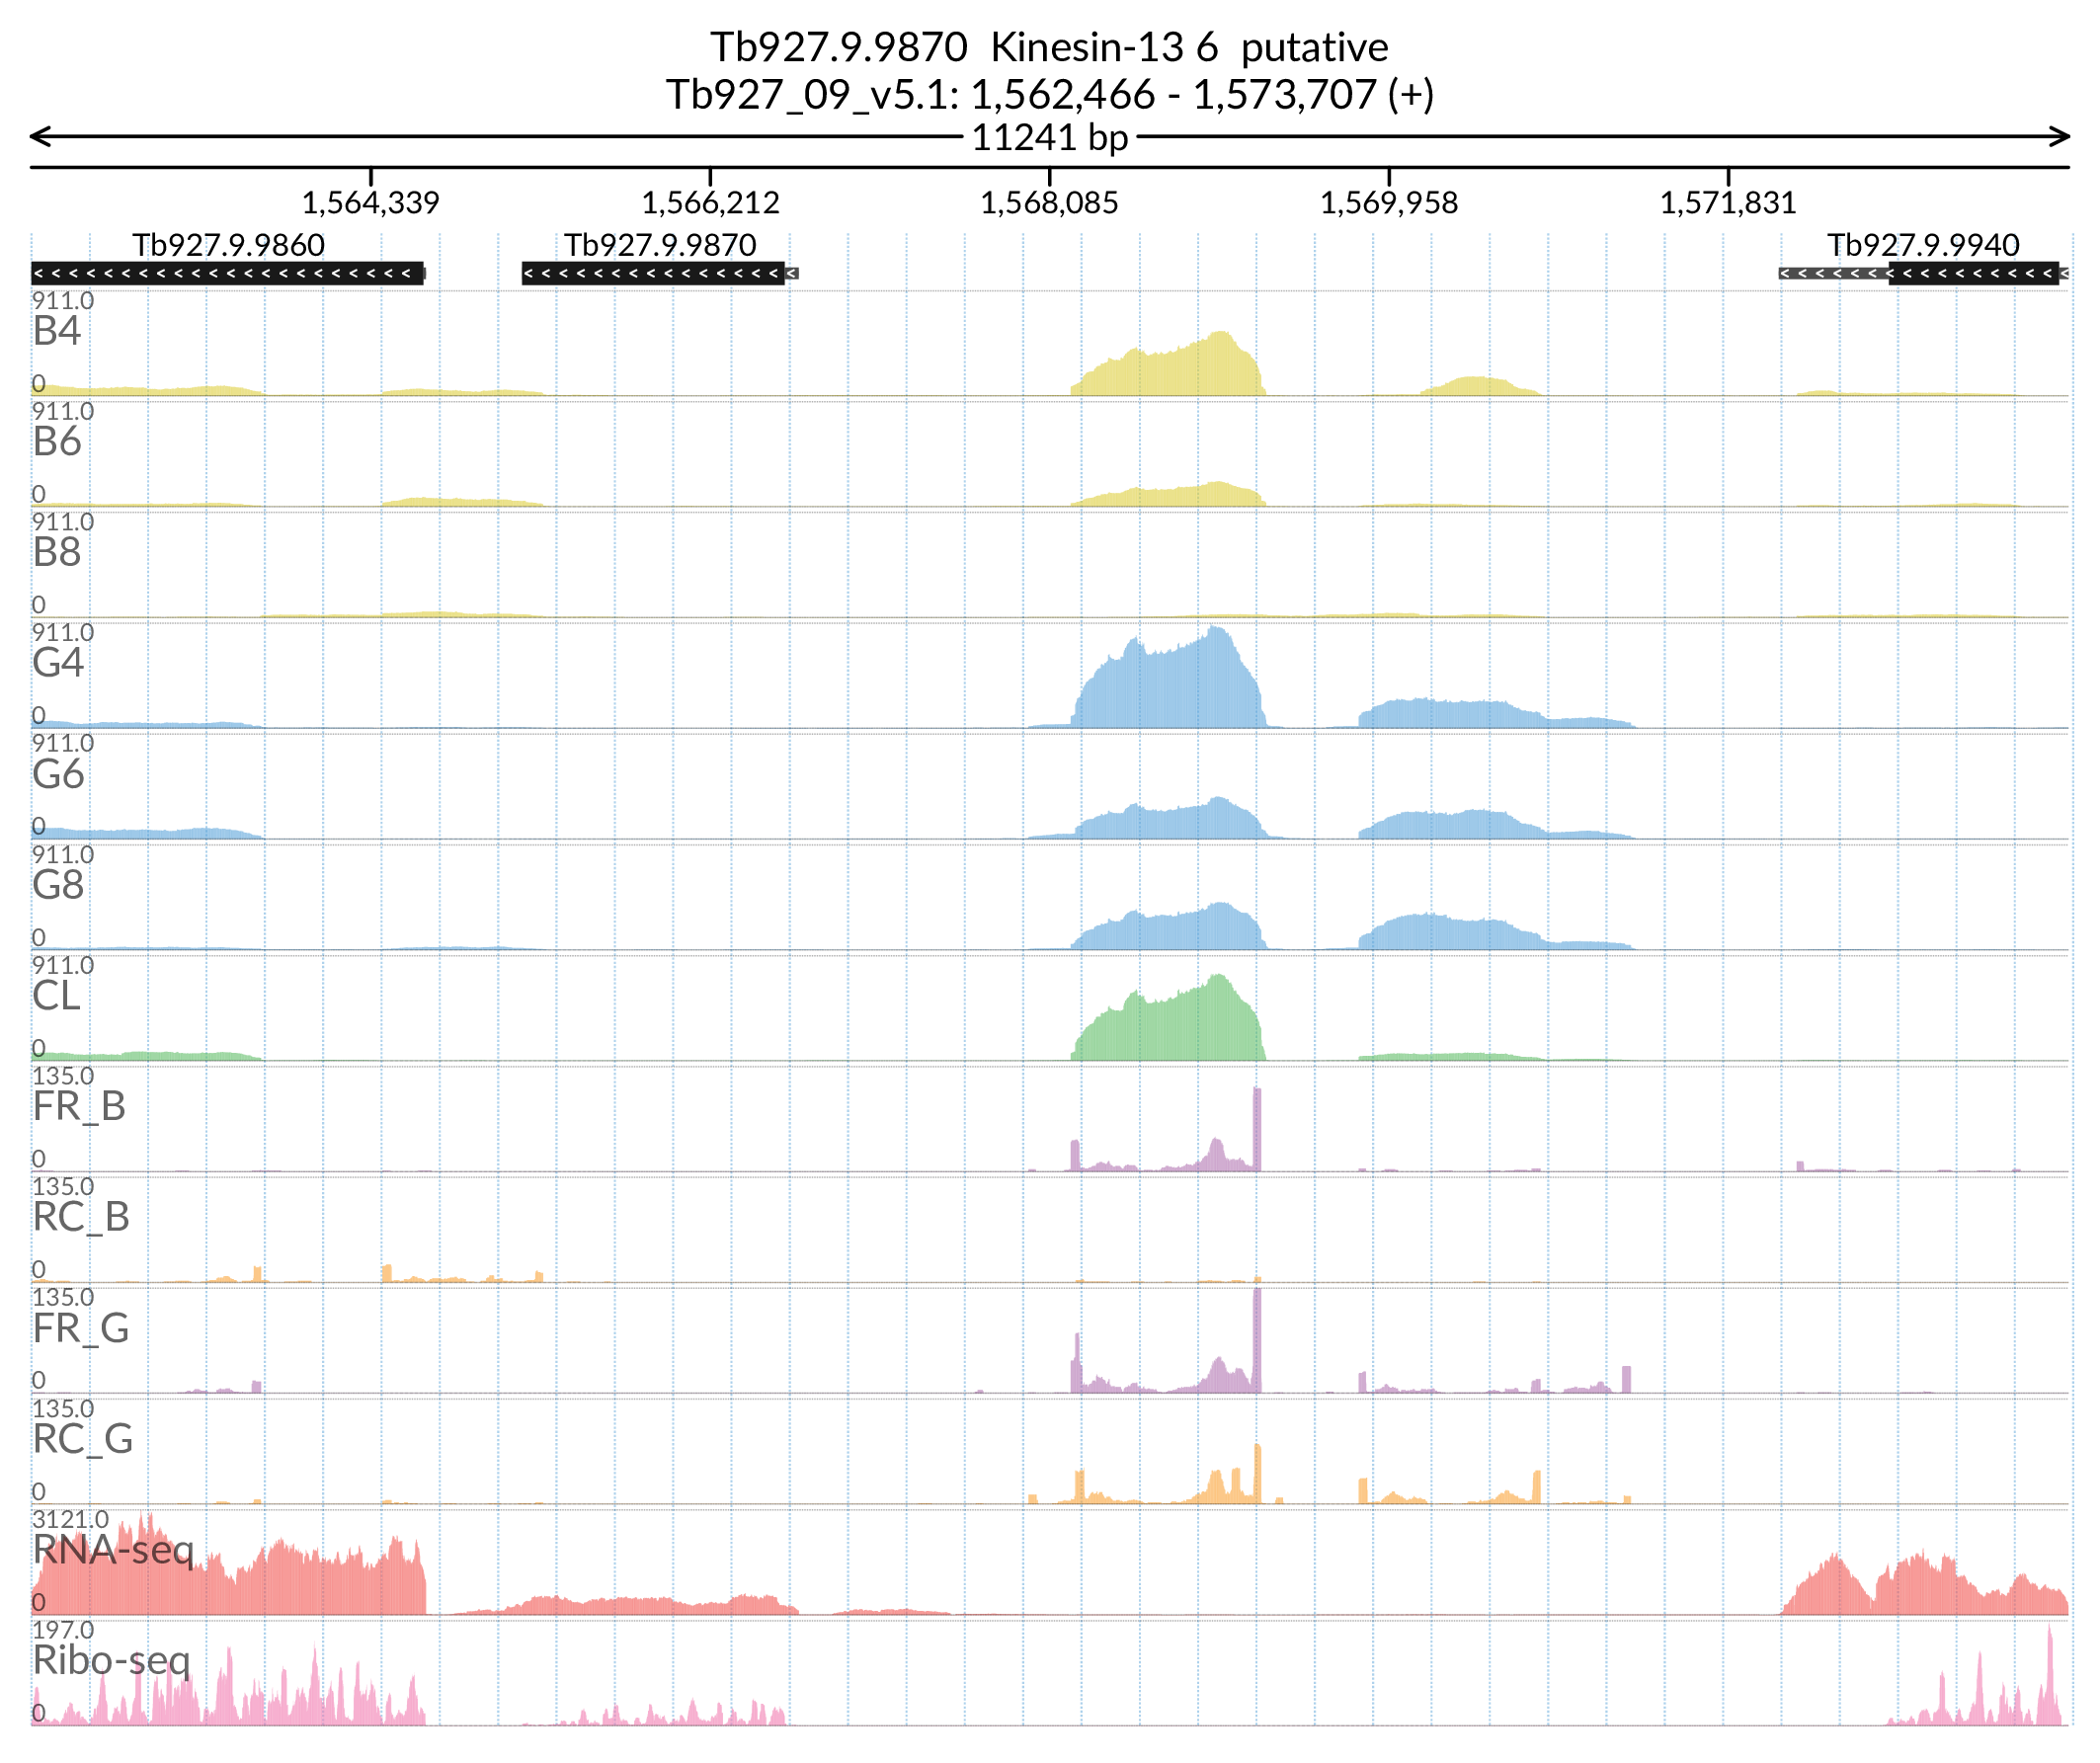 Tb927.9.9870 Kinesin-13 6 putative
Tb927_09_v5.1: 1,562,466 - 1,573,707 (+)
11241 bp
1,564,339 1,566,212 1,568,085 1,569,958 1,571,831
Tb927.9.9860 Tb927.9.9870 Tb927.9.9940
911.0
B4
0
911.0
B6
0
911.0
B8
0
911.0
G4
0
911.0
G6
0
911.0
G8
0
911.0
CL
0
135.0
FR_B
0
135.0
RC_B
0
135.0
FR_G
0
135.0
RC_G
0
3121.0
RNA-seq
0
197.0
Ribo-seq
0